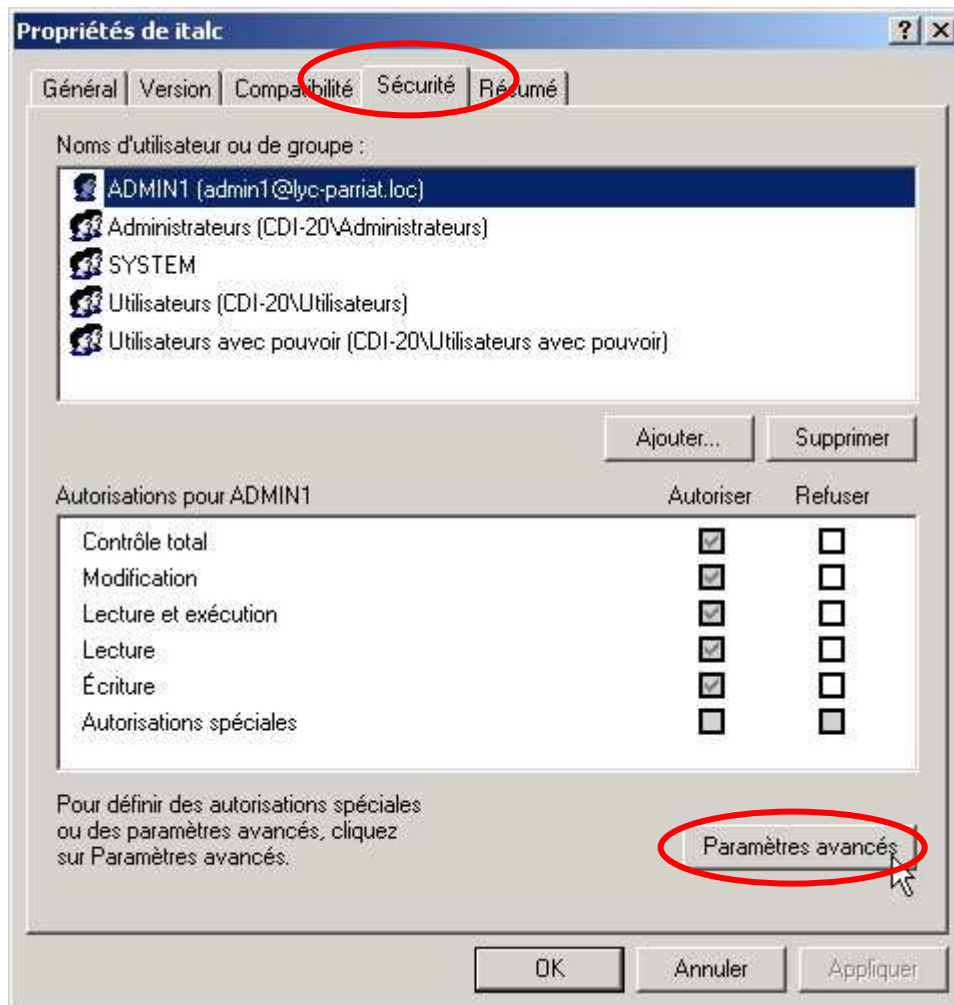 Propriétés de italc
Général Version Compatibilité Sécurité Résumé
Noms d'utilisateur ou de groupe :
ADMIN1 (admin1@lyc-parriat.loc)
Administrateurs (CDI-20\Administrateurs)
SYSTEM
Utilisateurs (CDI-20\Utilisateurs)
Utilisateurs avec pouvoir (CDI-20\Utilisateurs avec pouvoir)
Ajouter... Supprimer
Autorisations pour ADMIN1 Autoriser Refuser
Contrôle total
Modification
Lecture et exécution
Lecture
Écriture
Autorisations spéciales
Pour définir des autorisations spéciales
ou des paramètres avancés, cliquez
sur Paramètres avancés.
Paramètres avancés
OK Annuler Appliquer